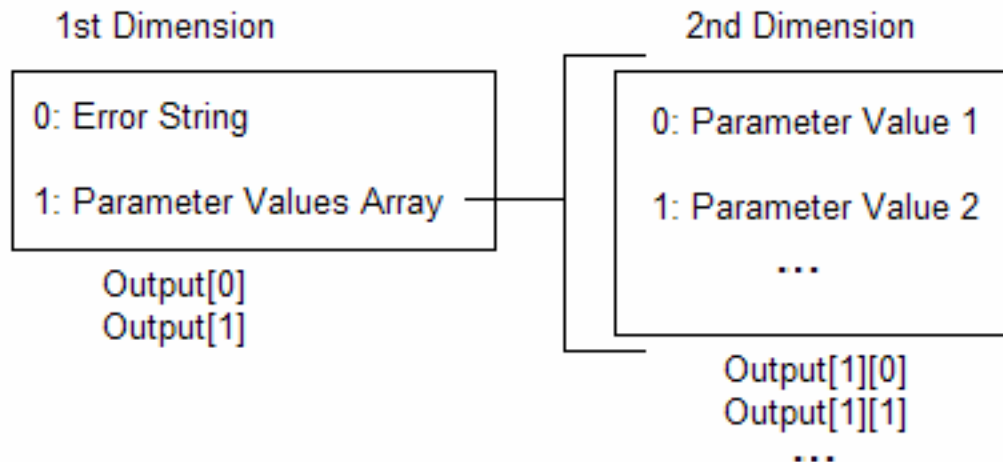 1st Dimension
0: Error String
1: Parameter Values Array
Output[0]
Output[1]
2nd Dimension
0: Parameter Value 1
1: Parameter Value 2
...
Output[1][0]
Output[1][1]
...